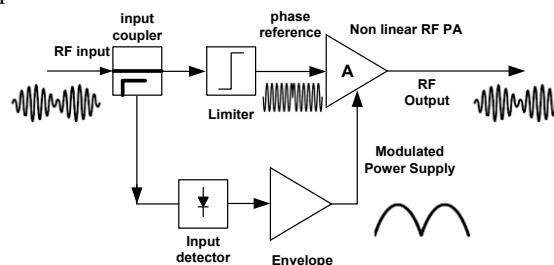 input
coupler
phase
reference
Non linear RF PA
RF input
A
RF
Output
Limiter
Modulated
Power Supply
Input
detector
Envelope